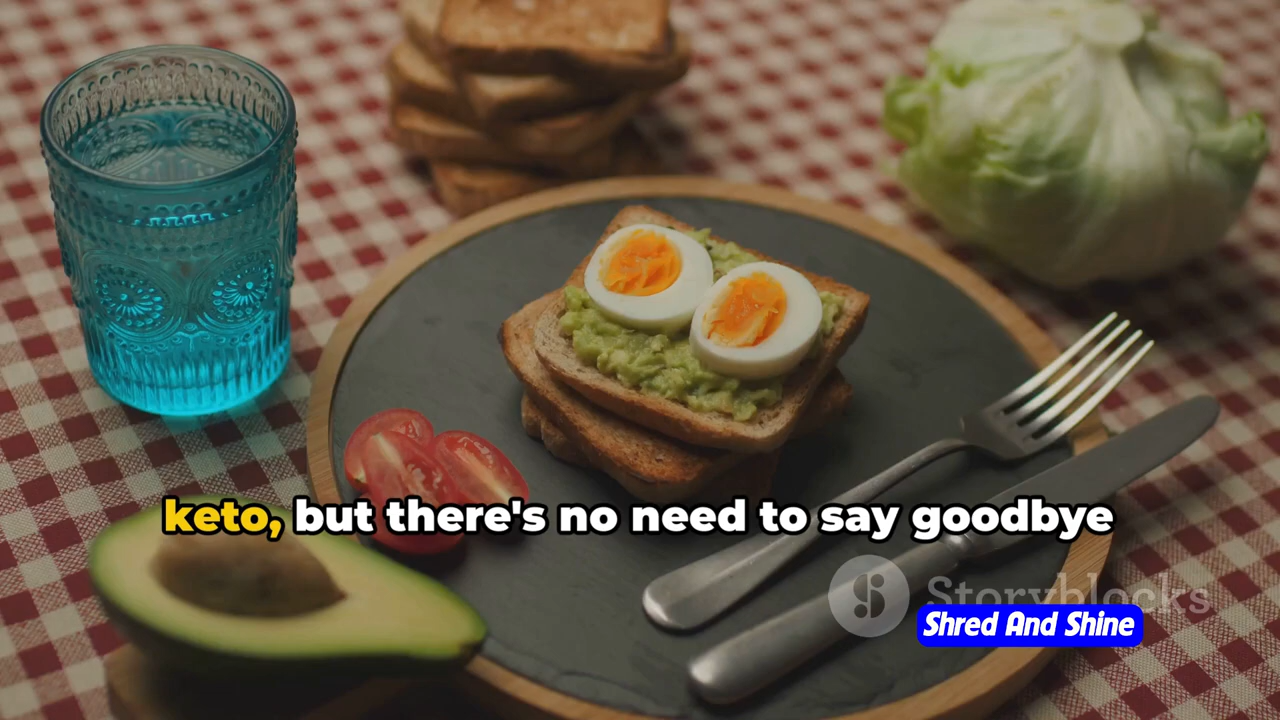 keto, but there's no need to say goodbye
Storyblocks
Shred And Shine